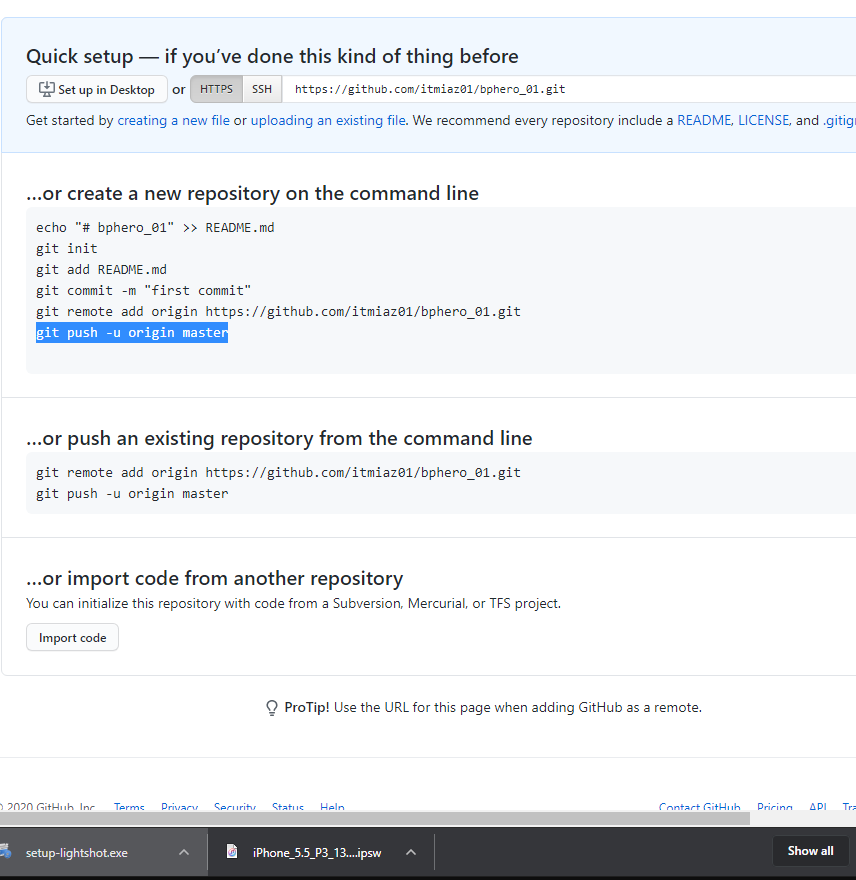 Quick setup — if you've done this kind of thing before
Set up in Desktop or HTTPS SSH https://github.com/itmiaz01/bphero_01.git
Get started by creating a new file or uploading an existing file. We recommend every repository include a README, LICENSE, and .gitig
...or create a new repository on the command line
echo "# bphero_01" >> README.md
git init
git add README.md
git commit -m "first commit"
git remote add origin https://github.com/itmiaz01/bphero_01.git
git push -u origin master
...or push an existing repository from the command line
git remote add origin https://github.com/itmiaz01/bphero_01.git
git push -u origin master
...or import code from another repository
You can initialize this repository with code from a Subversion, Mercurial, or TFS project.
Import code
ProTip! Use the URL for this page when adding GitHub as a remote.
© 2020 GitHub, Inc. Terms Privacy Security Status Help Contact GitHub Pricing API Tra
setup-lightshot.exe iPhone_5.5_P3_13....ipsw Show all